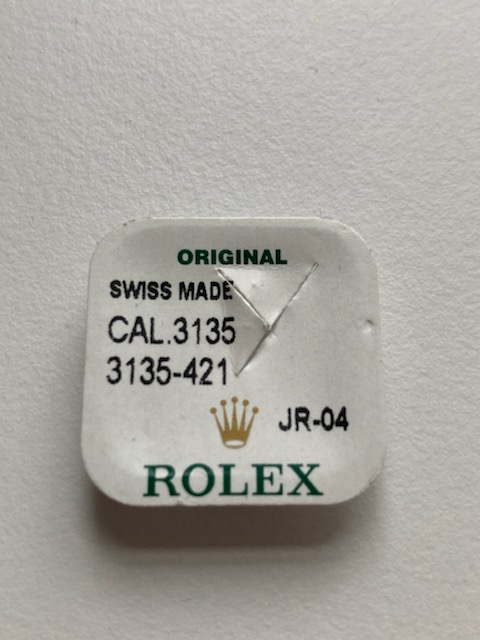 ORIGINAL
SWISS MADE
CAL.3135
3135-421
JR-04
ROLEX